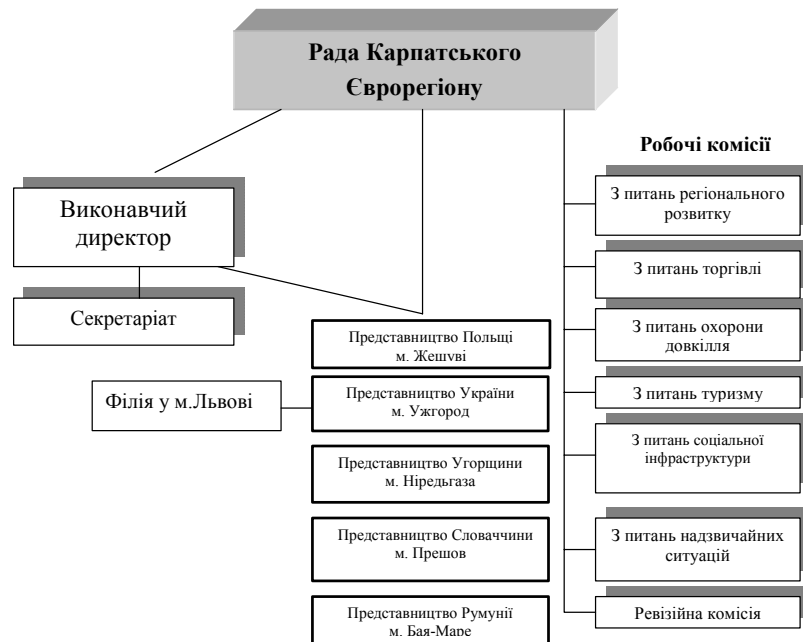 Рада Карпатського
Єврорегіону
Робочі комісії
Виконавчий
директор
Секретаріат
Філія у м.Львові
Представництво Польщі
м. Жешуві
Представництво України
м. Ужгород
Представництво Угорщини
м. Ніредьгаза
Представництво Словаччини
м. Прешов
Представництво Румунії
м. Бая-Маре
З питань регіонального
розвитку
З питань торгівлі
З питань охорони
довкілля
З питань туризму
З питань соціальної
інфраструктури
З питань надзвичайних
ситуацій
Ревізійна комісія